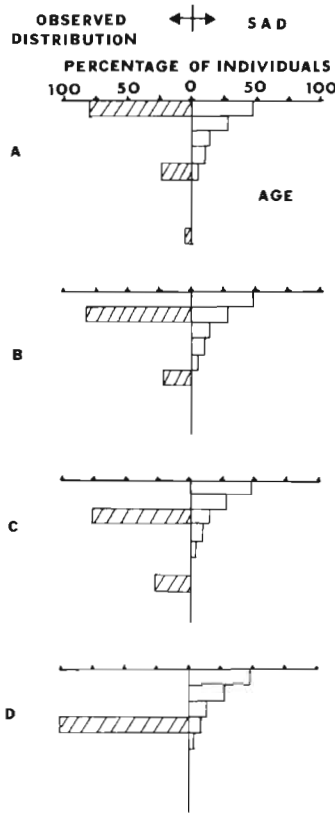 OBSERVED DISTRIBUTION
SAD
PERCENTAGE OF INDIVIDUALS
100 50 0 50 100
A
AGE
B
C
D